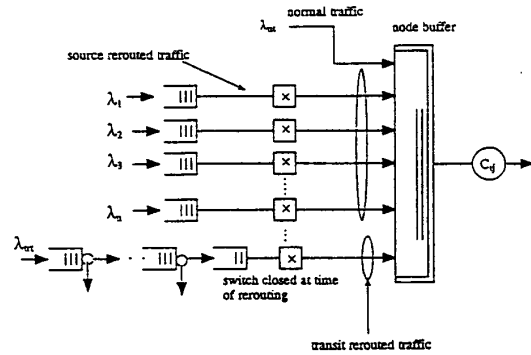 normal traffic
node buffer
λnt
source rerouted traffic
λ1
λ2
λ3
λn
Cij
λtrt
switch closed at time
of rerouting
transit rerouted traffic